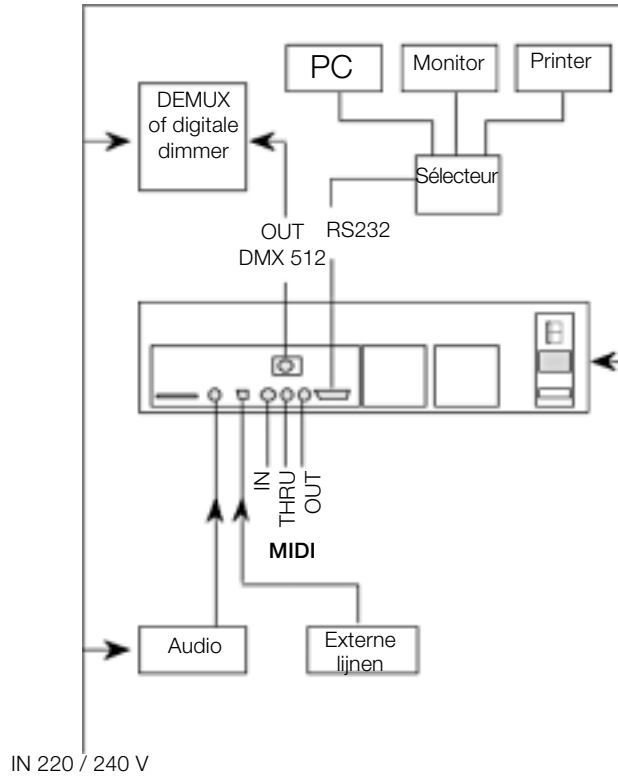 PC
Monitor
Printer
DEMUX
of digitale
dimmer
Sélecteur
OUT
DMX 512
RS232
IN
THRU
OUT
MIDI
Audio
Externe
lijnen
IN 220 / 240 V